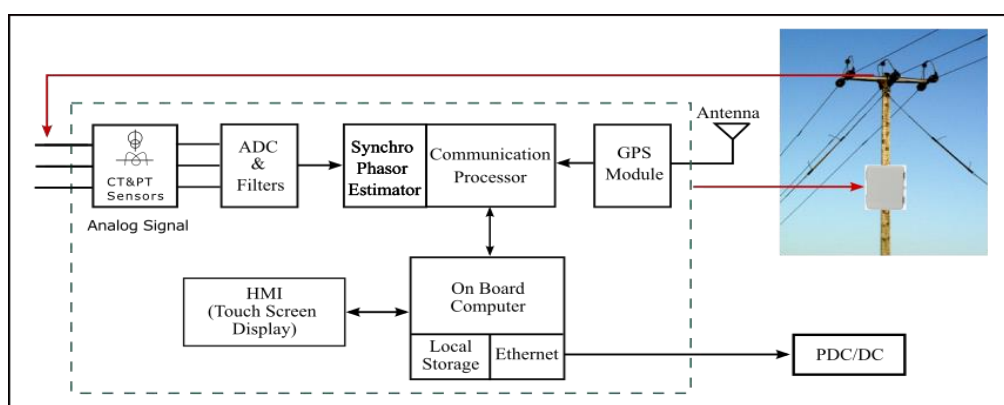 CT&PT
Sensors
Analog Signal
ADC
&
Filters
Synchro
Phasor
Estimator
Communication
Processor
GPS
Module
Antenna
HMI
(Touch Screen
Display)
On Board
Computer
Local
Storage
Ethernet
PDC/DC